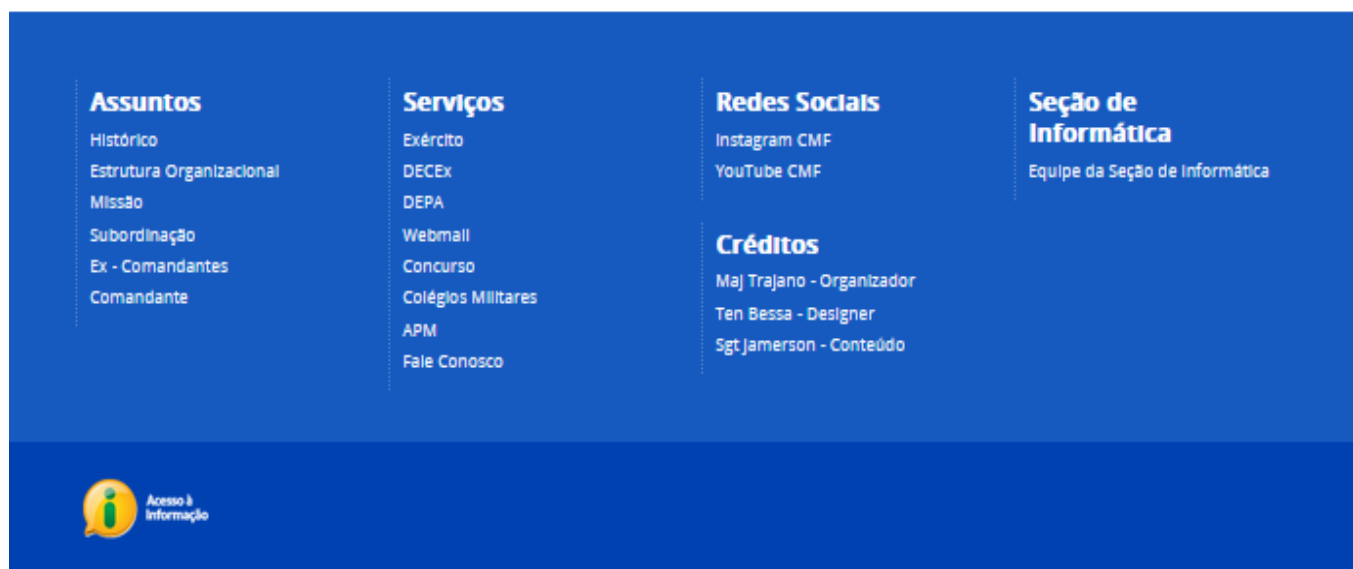 Assuntos
Histórico
Estrutura Organizacional
Missão
Subordinação
Ex - Comandantes
Comandante
Serviços
Exército
DECEx
DEPA
Webmail
Concurso
Colégios Militares
APM
Fale Conosco
Redes Sociais
Instagram CMF
YouTube CMF
Créditos
Maj Trajano - Organizador
Ten Bessa - Designer
Sgt Jamerson - Conteúdo
Seção de
Informática
Equipe da Seção de Informática
Acesso à
Informação